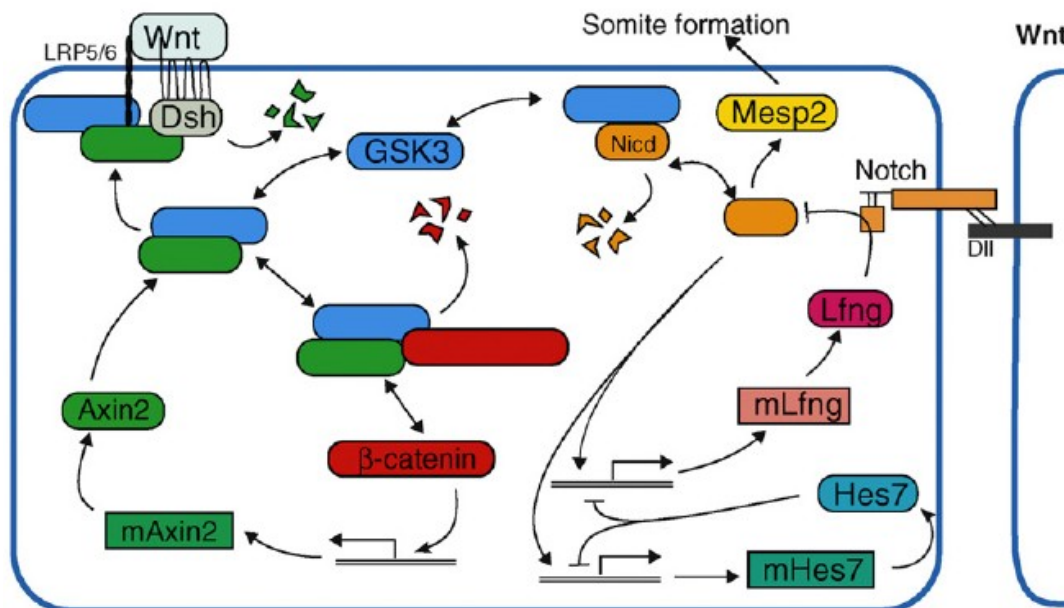 Somite formation
Wnt
LRP5/6
Wnt
Dsh
GSK3
Nicd
Mesp2
Notch
Dll
Lfng
Axin2
mLfng
β-catenin
Hes7
mAxin2
mHes7